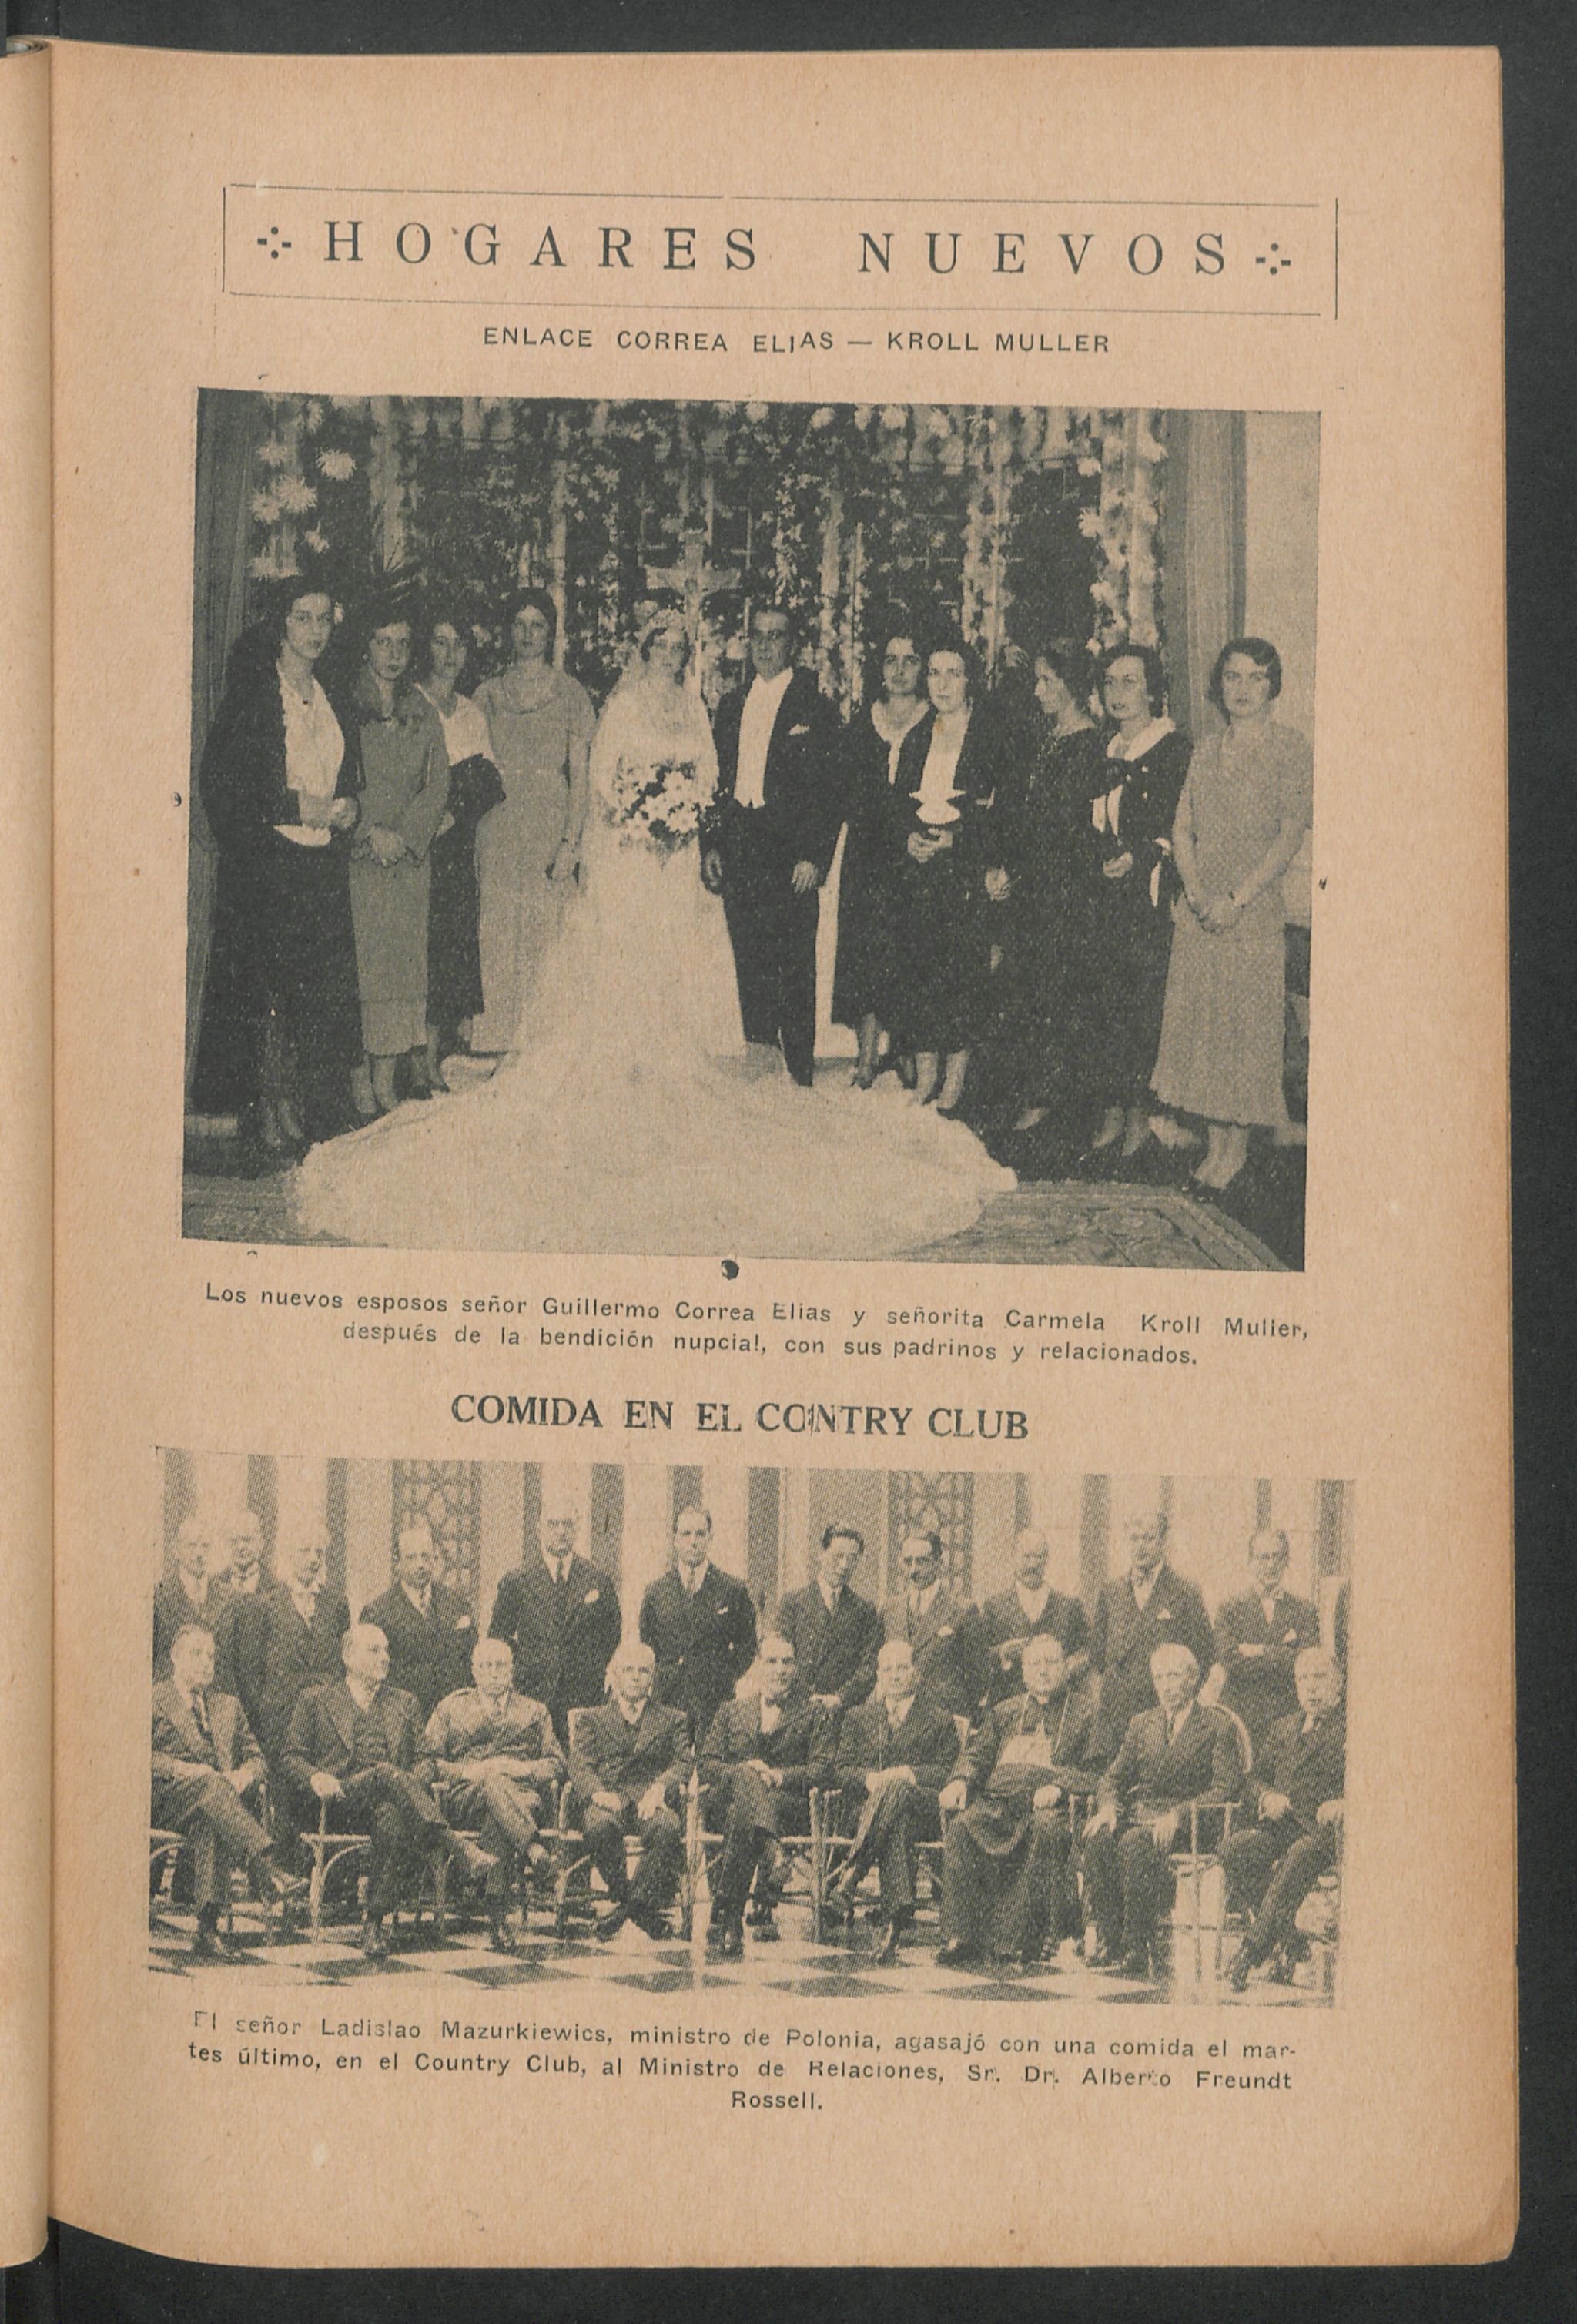 HOGARES NUEVOS
ENLACE CORREA ELIAS — KROLL MULLER
Los nuevos esposos señor Guillermo Correa Elias y señorita Carmela Kroll Muller,
después de la bendición nupcial, con sus padrinos y relacionados.
COMIDA EN EL COINTRY CLUB
El señor Ladislao Mazurkiewics, ministro de Polonia, agasajó con una comida el mar-
tes último, en el Country Club, al Ministro de Relaciones, Sr. Dr. Alberto Freundt
Rossell.